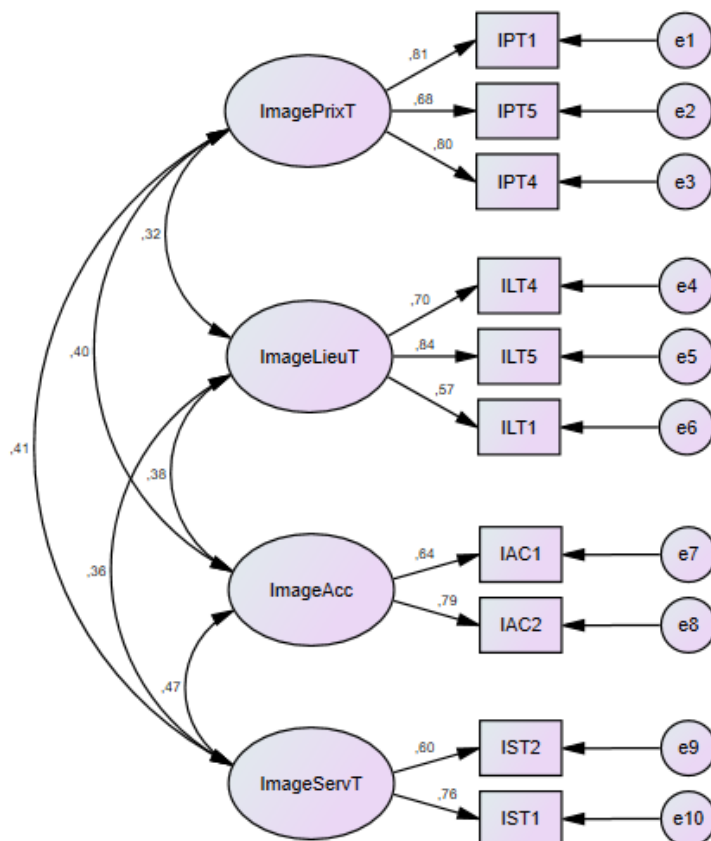 ,81
IPT1
e1
ImagePrixT
,68
IPT5
e2
,80
IPT4
e3
,32
,70
ILT4
e4
,40
ImageLieuT
,84
ILT5
e5
,57
ILT1
e6
,41
,38
,36
,64
IAC1
e7
ImageAcc
,79
IAC2
e8
,47
,60
IST2
e9
ImageServT
,76
IST1
e10